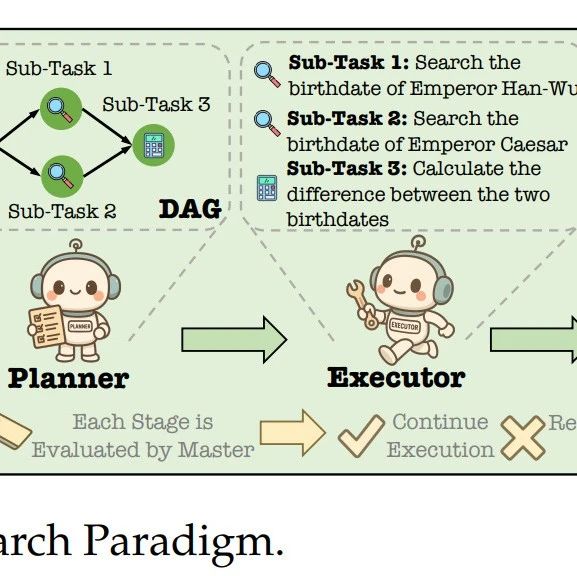 Sub-Task 1
Sub-Task 3
Sub-Task 2
DAG
Sub-Task 1: Search the
birthdate of Emperor Han-Wu
Sub-Task 2: Search the
birthdate of Emperor Caesar
Sub-Task 3: Calculate the
difference between the two
birthdates
PLANNER
EXECUTOR
Planner
Executor
Each Stage is
Evaluated by Master
Continue
Execution
Re
arch Paradigm.